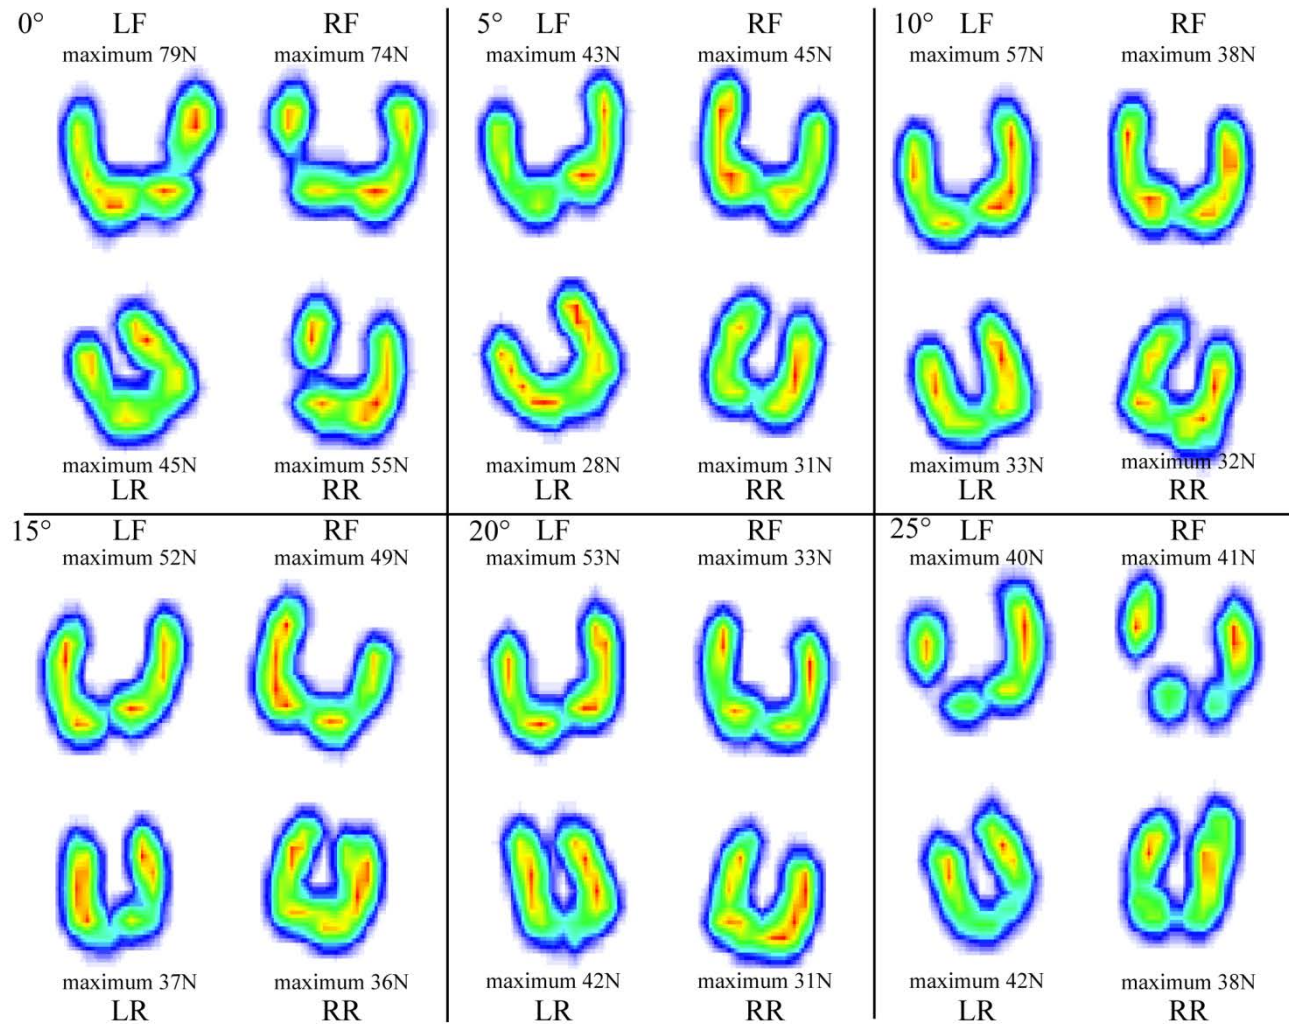 0° LF RF 5° LF RF 10° LF RF
maximum 79N maximum 74N maximum 43N maximum 45N maximum 57N maximum 38N
maximum 45N maximum 55N maximum 28N maximum 31N maximum 33N maximum 32N
LR RR LR RR LR RR
15° LF RF 20° LF RF 25° LF RF
maximum 52N maximum 49N maximum 53N maximum 33N maximum 40N maximum 41N
maximum 37N maximum 36N maximum 42N maximum 31N maximum 42N maximum 38N
LR RR LR RR LR RR